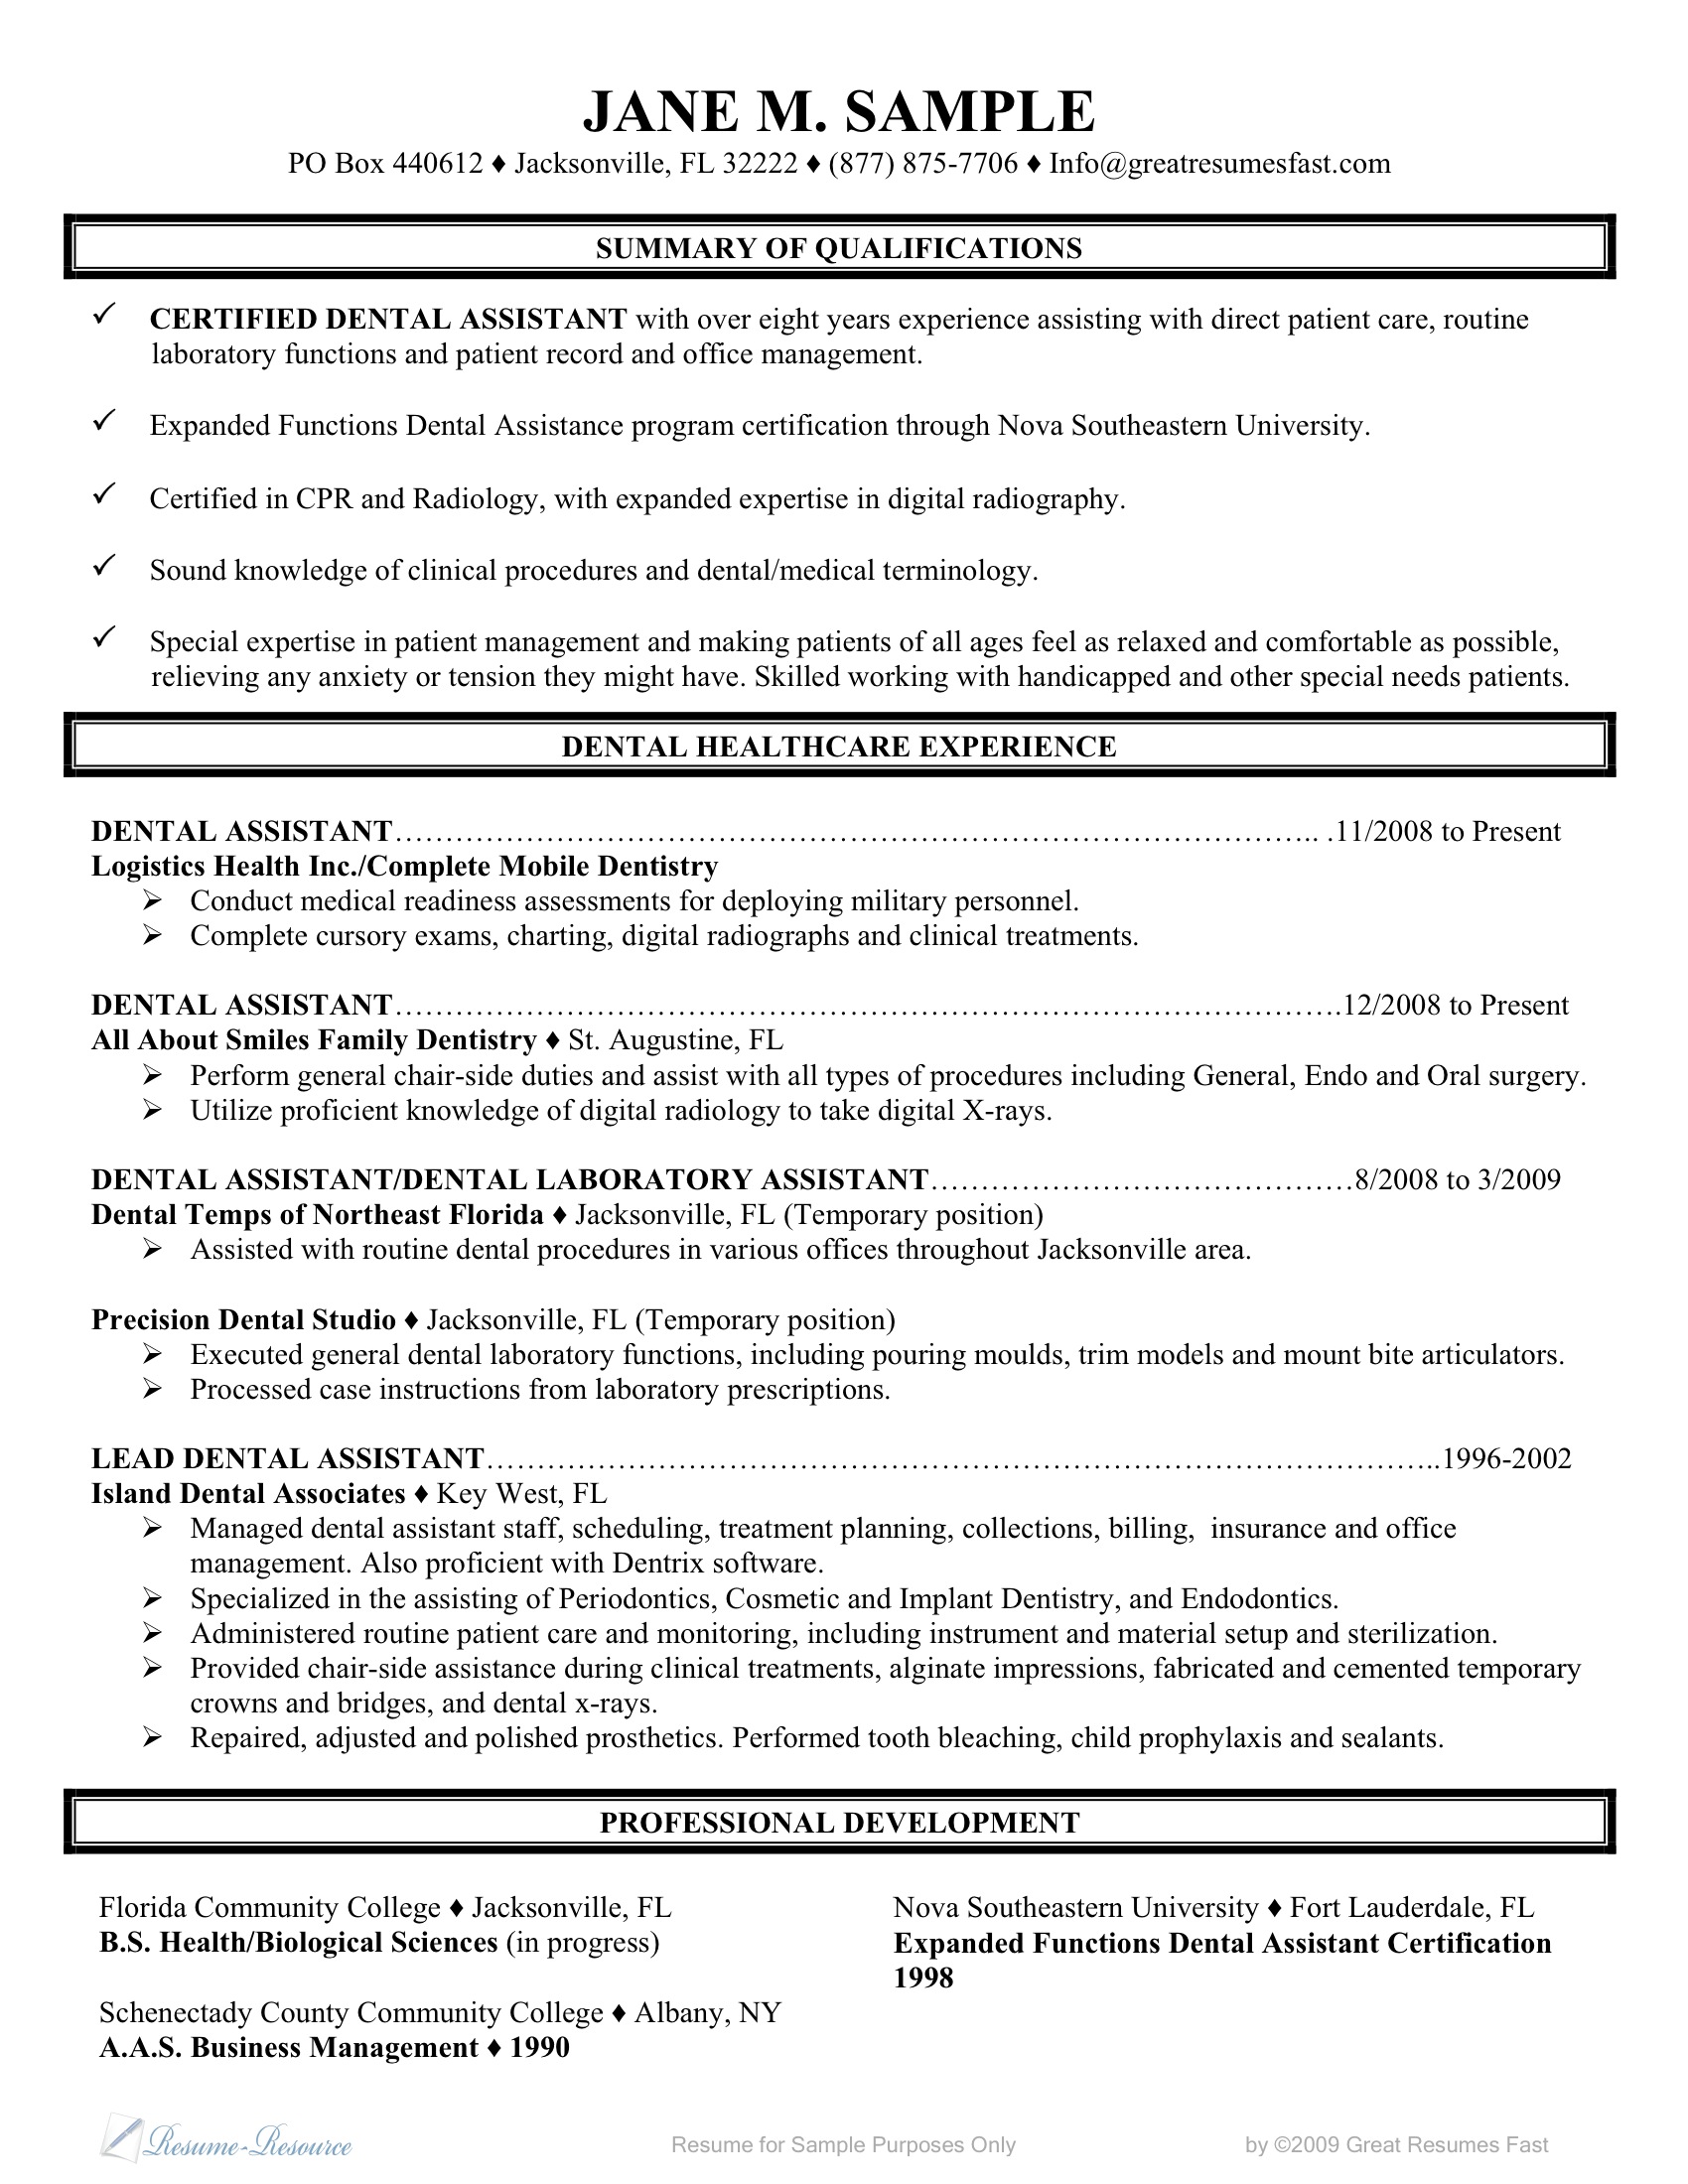 JANE M. SAMPLE
PO Box 440612 ♦ Jacksonville, FL 32222 ♦ (877) 875-7706 ♦ Info@greatresumesfast.com
SUMMARY OF QUALIFICATIONS
✓ CERTIFIED DENTAL ASSISTANT with over eight years experience assisting with direct patient care, routine
laboratory functions and patient record and office management.
✓ Expanded Functions Dental Assistance program certification through Nova Southeastern University.
✓ Certified in CPR and Radiology, with expanded expertise in digital radiography.
✓ Sound knowledge of clinical procedures and dental/medical terminology.
✓ Special expertise in patient management and making patients of all ages feel as relaxed and comfortable as possible,
relieving any anxiety or tension they might have. Skilled working with handicapped and other special needs patients.
DENTAL HEALTHCARE EXPERIENCE
DENTAL ASSISTANT……………………………………………………………………………….. .11/2008 to Present
Logistics Health Inc./Complete Mobile Dentistry
➢ Conduct medical readiness assessments for deploying military personnel.
➢ Complete cursory exams, charting, digital radiographs and clinical treatments.
DENTAL ASSISTANT………………………………………………………………………………….12/2008 to Present
All About Smiles Family Dentistry ♦ St. Augustine, FL
➢ Perform general chair-side duties and assist with all types of procedures including General, Endo and Oral surgery.
➢ Utilize proficient knowledge of digital radiology to take digital X-rays.
DENTAL ASSISTANT/DENTAL LABORATORY ASSISTANT……………………………………8/2008 to 3/2009
Dental Temps of Northeast Florida ♦ Jacksonville, FL (Temporary position)
➢ Assisted with routine dental procedures in various offices throughout Jacksonville area.
Precision Dental Studio ♦ Jacksonville, FL (Temporary position)
➢ Executed general dental laboratory functions, including pouring moulds, trim models and mount bite articulators.
➢ Processed case instructions from laboratory prescriptions.
LEAD DENTAL ASSISTANT…………………………………………………………………………………..1996-2002
Island Dental Associates ♦ Key West, FL
➢ Managed dental assistant staff, scheduling, treatment planning, collections, billing,  insurance and office
management. Also proficient with Dentrix software.
➢ Specialized in the assisting of Periodontics, Cosmetic and Implant Dentistry, and Endodontics.
➢ Administered routine patient care and monitoring, including instrument and material setup and sterilization.
➢ Provided chair-side assistance during clinical treatments, alginate impressions, fabricated and cemented temporary
crowns and bridges, and dental x-rays.
➢ Repaired, adjusted and polished prosthetics. Performed tooth bleaching, child prophylaxis and sealants.
PROFESSIONAL DEVELOPMENT
Florida Community College ♦ Jacksonville, FL
B.S. Health/Biological Sciences (in progress)
Schenectady County Community College ♦ Albany, NY
A.A.S. Business Management ♦ 1990
Nova Southeastern University ♦ Fort Lauderdale, FL
Expanded Functions Dental Assistant Certification
1998
Resume-Resource
Resume for Sample Purposes Only
by ©2009 Great Resumes Fast